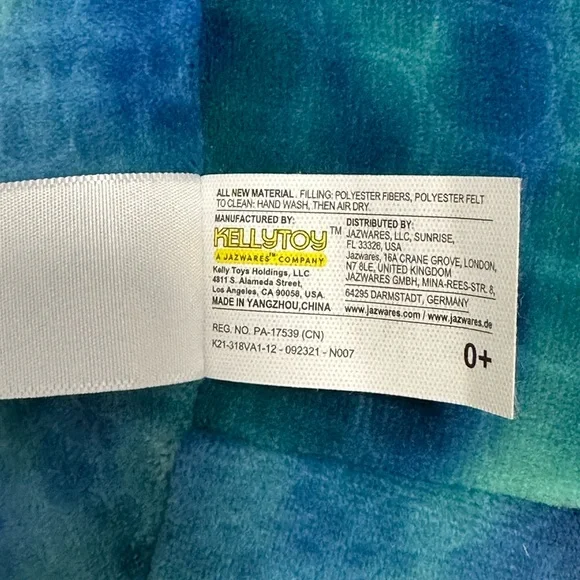 ALL NEW MATERIAL. FILLING: POLYESTER FIBERS, POLYESTER FELT
TO CLEAN: HAND WASH, THEN AIR DRY.
MANUFACTURED BY:
KELLYTOY™
A JAZWARES™ COMPANY
Kelly Toys Holdings, LLC
4811 S. Alameda Street,
Los Angeles, CA 90058, USA.
MADE IN YANGZHOU,CHINA
DISTRIBUTED BY:
JAZWARES, LLC, SUNRISE,
FL 33326, USA
Jazwares, 16A CRANE GROVE, LONDON,
N7 8LE, UNITED KINGDOM
JAZWARES GMBH, MINA-REES-STR. 8,
64295 DARMSTADT, GERMANY
www.jazwares.com / www.jazwares.de
REG. NO. PA-17539 (CN)
K21-318VA1-12 - 092321 - N007
0+